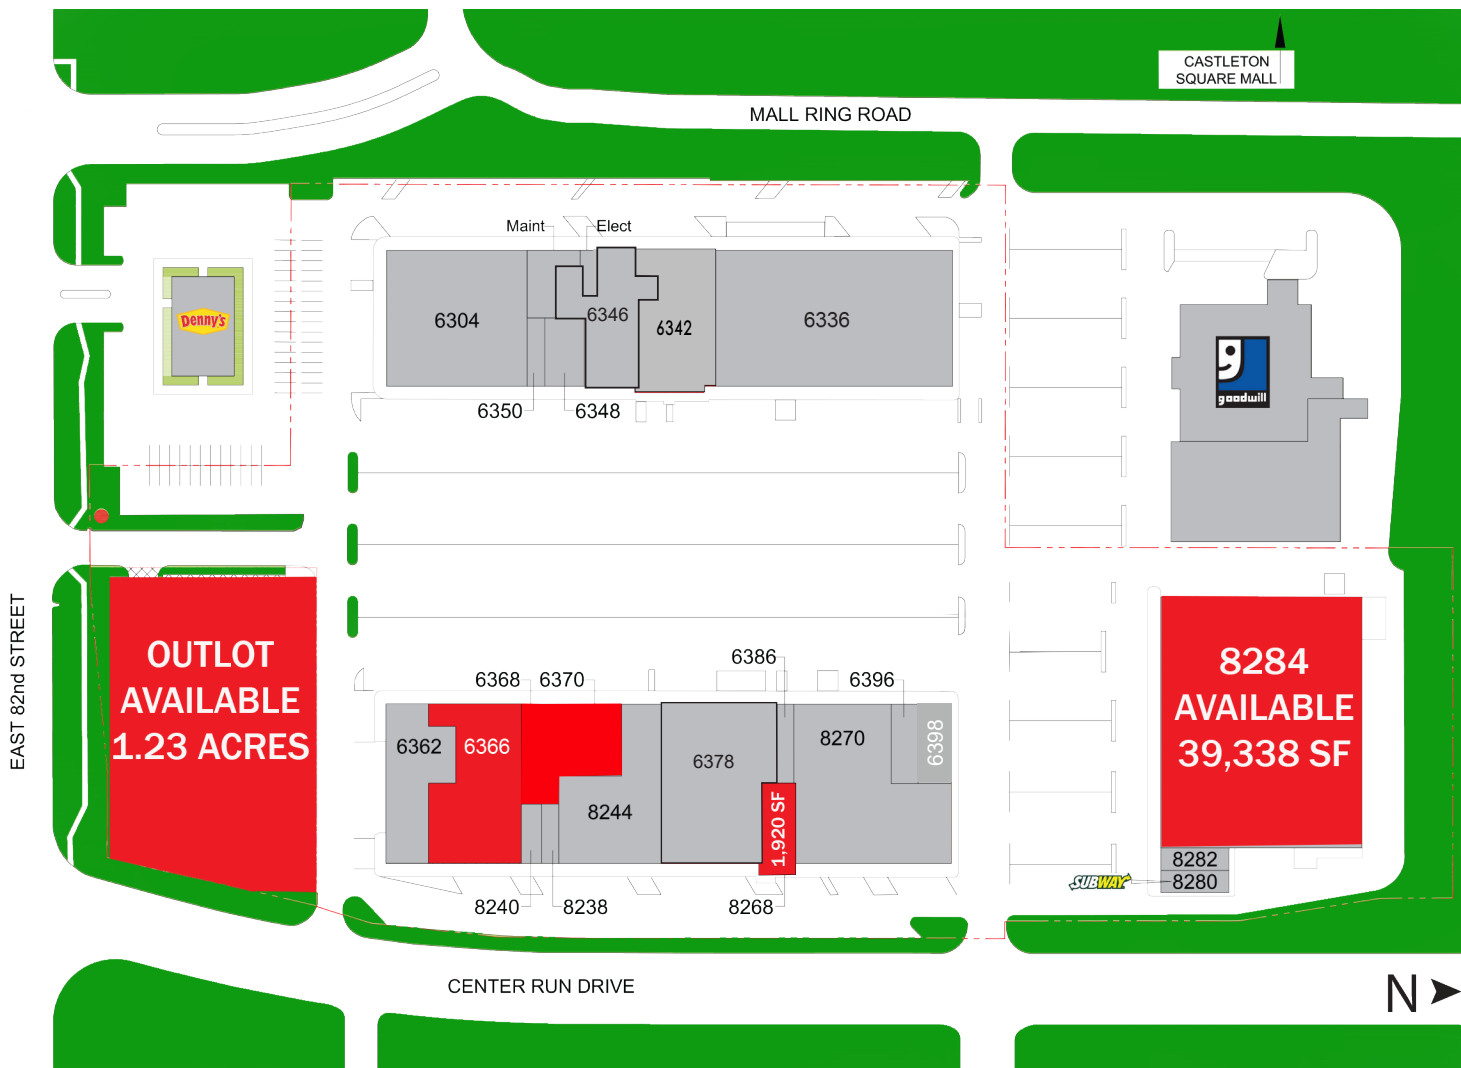 CASTLETON
SQUARE MALL
MALL RING ROAD
Maint
Elect
Denny's
6304
6346
6342
6336
goodwill
6350
6348
EAST 82nd STREET
OUTLOT
AVAILABLE
1.23 ACRES
8284
AVAILABLE
39,338 SF
6386
6368
6370
6396
6362
6366
6378
8270
6398
8244
1,920 SF
8282
SUBWAY
8280
8240
8238
8268
CENTER RUN DRIVE
N